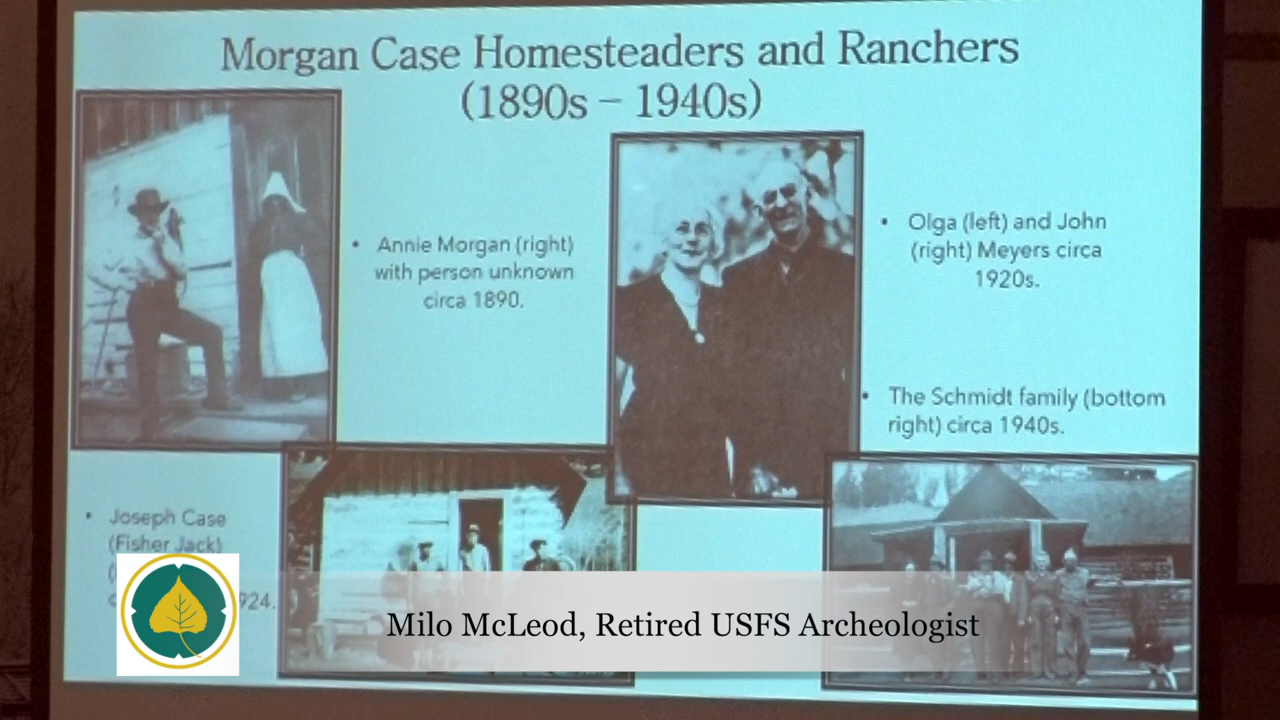 Morgan Case Homesteaders and Ranchers
(1890s – 1940s)
• Annie Morgan (right)
with person unknown
circa 1890.
• Olga (left) and John
(right) Meyers circa
1920s.
• The Schmidt family (bottom
right) circa 1940s.
• Joseph Case
(Fisher Jack)
924.
Milo McLeod, Retired USFS Archeologist